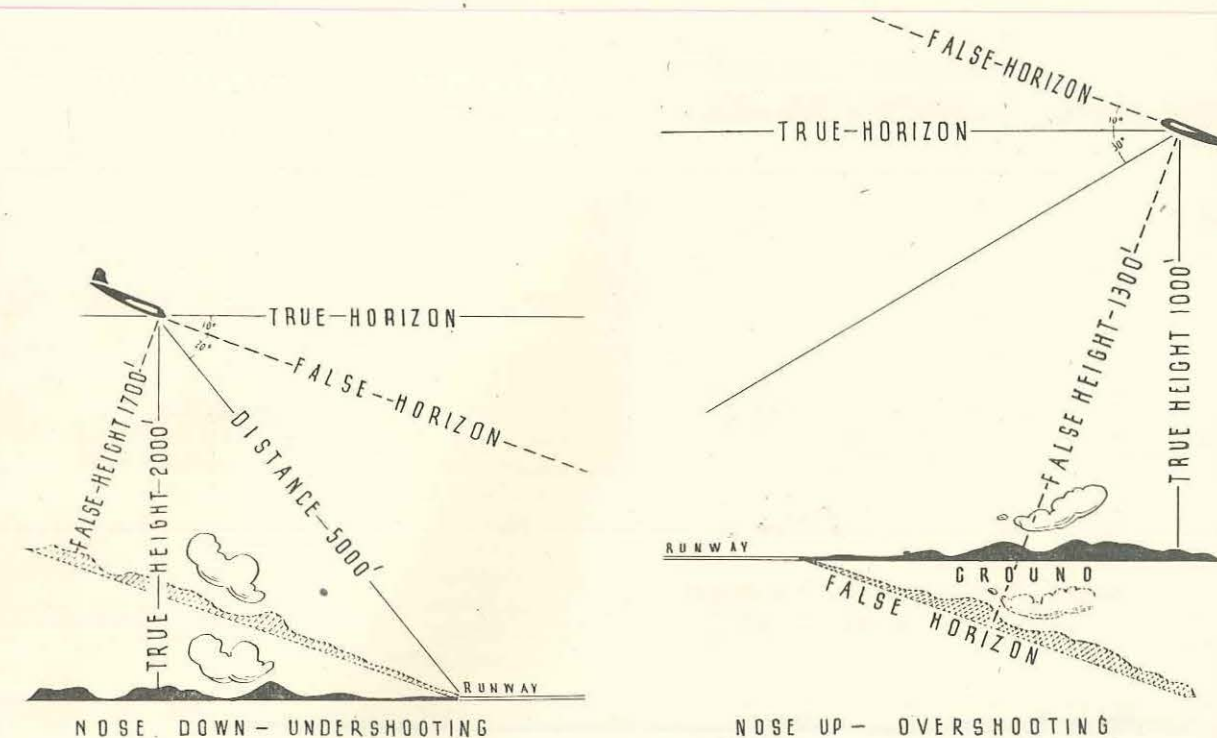 TRUE-HORIZON
10°
20°
FALSE--HORIZON
FALSE-HEIGHT 1700'
TRUE HEIGHT-2000'
DISTANCE-5000'
RUNWAY
NOSE DOWN - UNDERSHOOTING
FALSE-HORIZON
TRUE-HORIZON
10°
30°
FALSE HEIGHT-1300'
TRUE HEIGHT 1000'
RUNWAY
GROUND
FALSE HORIZON
NOSE UP - OVERSHOOTING